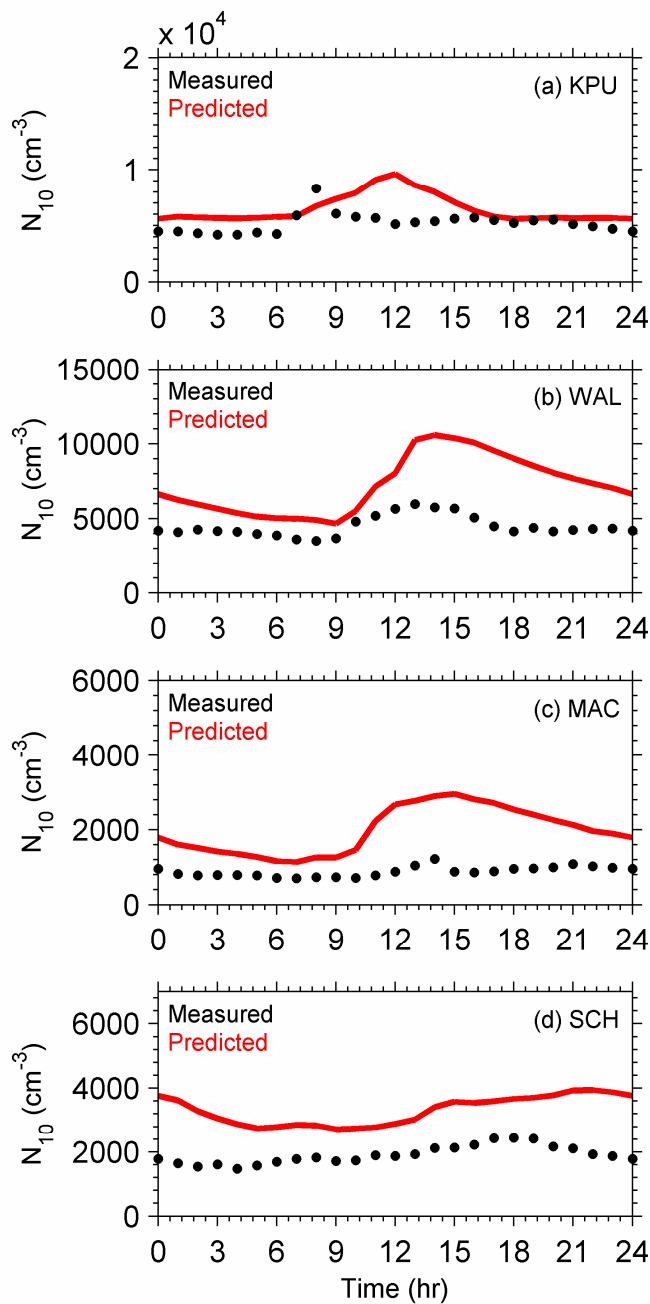 x 10⁴
Measured
Predicted
(a) KPU
N₁₀ (cm⁻³)
2
1
0
0 3 6 9 12 15 18 21 24
Measured
Predicted
(b) WAL
N₁₀ (cm⁻³)
15000
10000
5000
0
0 3 6 9 12 15 18 21 24
Measured
Predicted
(c) MAC
N₁₀ (cm⁻³)
6000
4000
2000
0
0 3 6 9 12 15 18 21 24
Measured
Predicted
(d) SCH
N₁₀ (cm⁻³)
6000
4000
2000
0
0 3 6 9 12 15 18 21 24
Time (hr)